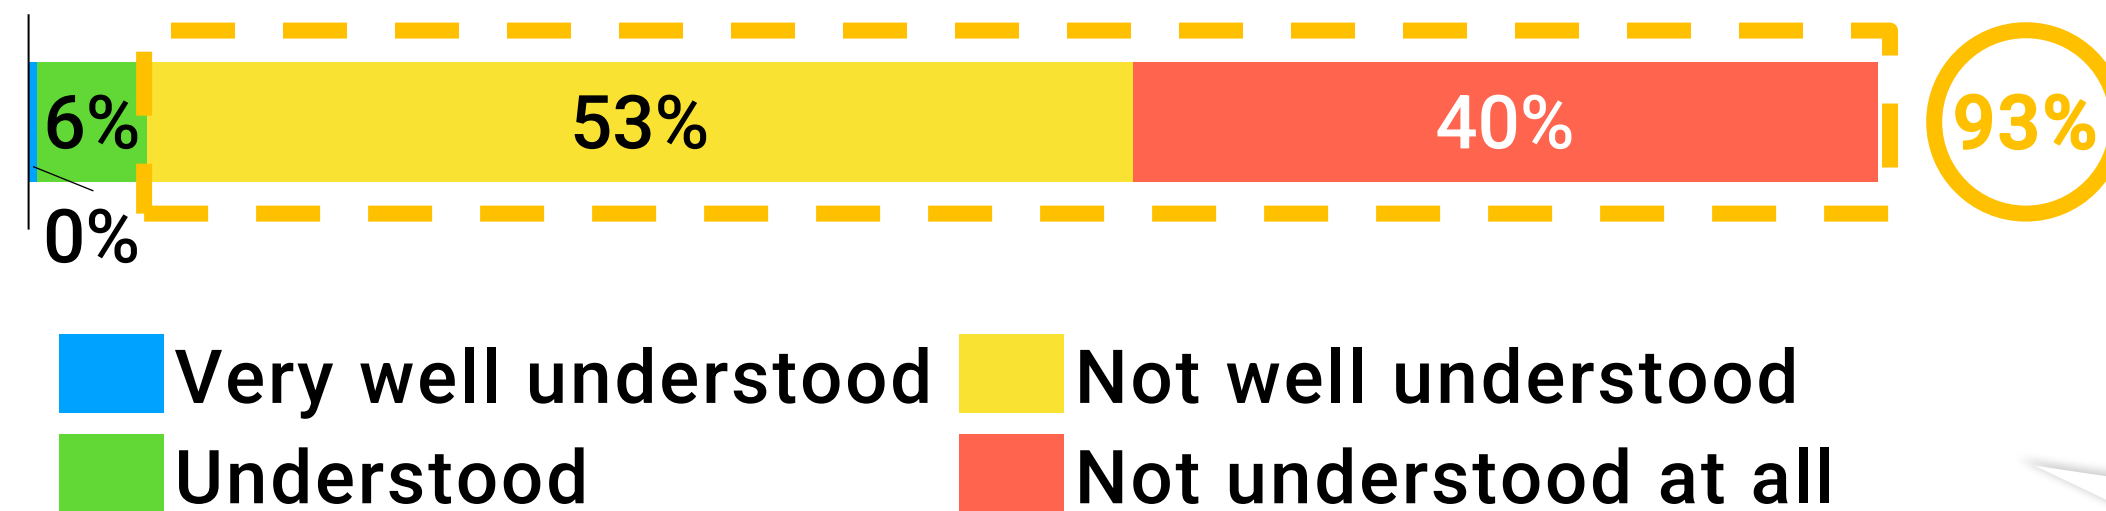 6% 53% 40% 93%
0%
Very well understood Not well understood
Understood Not understood at all